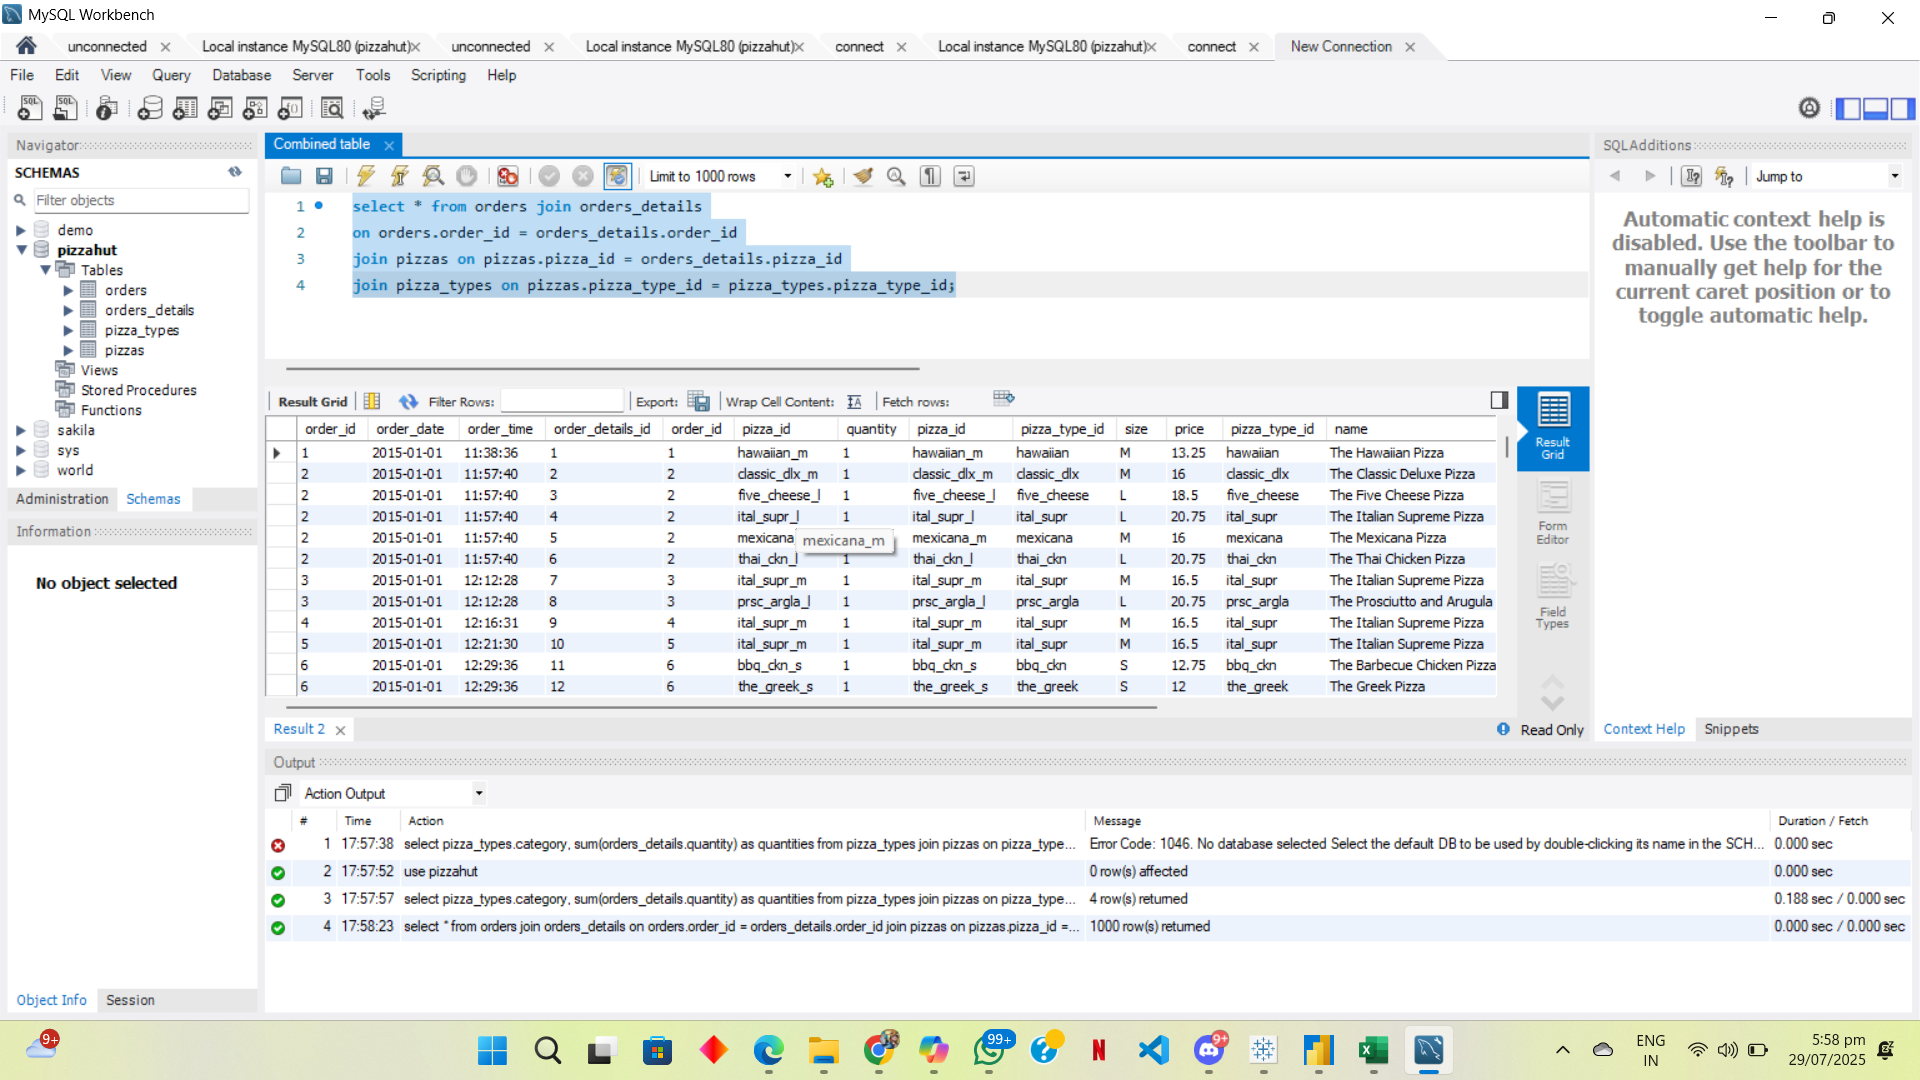 MySQL Workbench
unconnected
Local instance MySQL80 (pizzahut)
unconnected
Local instance MySQL80 (pizzahut)
connect
Local instance MySQL80 (pizzahut)
connect
New Connection
File Edit View Query Database Server Tools Scripting Help
Navigator
SCHEMAS
Filter objects
demo
pizzahut
Tables
orders
orders_details
pizza_types
pizzas
Views
Stored Procedures
Functions
sakila
sys
world
Administration Schemas
Information
No object selected
Object Info Session
Combined table
Limit to 1000 rows
1 select * from orders join orders_details
2 on orders.order_id = orders_details.order_id
3 join pizzas on pizzas.pizza_id = orders_details.pizza_id
4 join pizza_types on pizzas.pizza_type_id = pizza_types.pizza_type_id;
Result Grid Filter Rows: Export: Wrap Cell Content: Fetch rows:
order_id order_date order_time order_details_id order_id pizza_id quantity pizza_id pizza_type_id size price pizza_type_id name
1 2015-01-01 11:38:36 1 1 hawaiian_m 1 hawaiian_m hawaiian M 13.25 hawaiian The Hawaiian Pizza
2 2015-01-01 11:57:40 2 2 classic_dlx_m 1 classic_dlx_m classic_dlx M 16 classic_dlx The Classic Deluxe Pizza
2 2015-01-01 11:57:40 3 2 five_cheese_l 1 five_cheese_l five_cheese L 18.5 five_cheese The Five Cheese Pizza
2 2015-01-01 11:57:40 4 2 ital_supr_l 1 ital_supr_l ital_supr L 20.75 ital_supr The Italian Supreme Pizza
2 2015-01-01 11:57:40 5 2 mexicana mexicana_m mexicana M 16 mexicana The Mexicana Pizza
mexicana_m
2 2015-01-01 11:57:40 6 2 thai_ckn_l 1 thai_ckn_l thai_ckn L 20.75 thai_ckn The Thai Chicken Pizza
3 2015-01-01 12:12:28 7 3 ital_supr_m 1 ital_supr_m ital_supr M 16.5 ital_supr The Italian Supreme Pizza
3 2015-01-01 12:12:28 8 3 prsc_argla_l 1 prsc_argla_l prsc_argla L 20.75 prsc_argla The Prosciutto and Arugula
4 2015-01-01 12:16:31 9 4 ital_supr_m 1 ital_supr_m ital_supr M 16.5 ital_supr The Italian Supreme Pizza
5 2015-01-01 12:21:30 10 5 ital_supr_m 1 ital_supr_m ital_supr M 16.5 ital_supr The Italian Supreme Pizza
6 2015-01-01 12:29:36 11 6 bbq_ckn_s 1 bbq_ckn_s bbq_ckn S 12.75 bbq_ckn The Barbecue Chicken Pizza
6 2015-01-01 12:29:36 12 6 the_greek_s 1 the_greek_s the_greek S 12 the_greek The Greek Pizza
Result Grid
Form Editor
Field Types
Result 2
Read Only
SQLAdditions
Jump to
Automatic context help is
disabled. Use the toolbar to
manually get help for the
current caret position or to
toggle automatic help.
Context Help Snippets
Output
Action Output
# Time Action Message Duration / Fetch
1 17:57:38 select pizza_types.category, sum(orders_details.quantity) as quantities from pizza_types join pizzas on pizza_type... Error Code: 1046. No database selected Select the default DB to be used by double-clicking its name in the SCH... 0.000 sec
2 17:57:52 use pizzahut 0 row(s) affected 0.000 sec
3 17:57:57 select pizza_types.category, sum(orders_details.quantity) as quantities from pizza_types join pizzas on pizza_type... 4 row(s) returned 0.188 sec / 0.000 sec
4 17:58:23 select * from orders join orders_details on orders.order_id = orders_details.order_id join pizzas on pizzas.pizza_id =... 1000 row(s) returned 0.000 sec / 0.000 sec
9+
99+
9+
ENG
IN
5:58 pm
29/07/2025